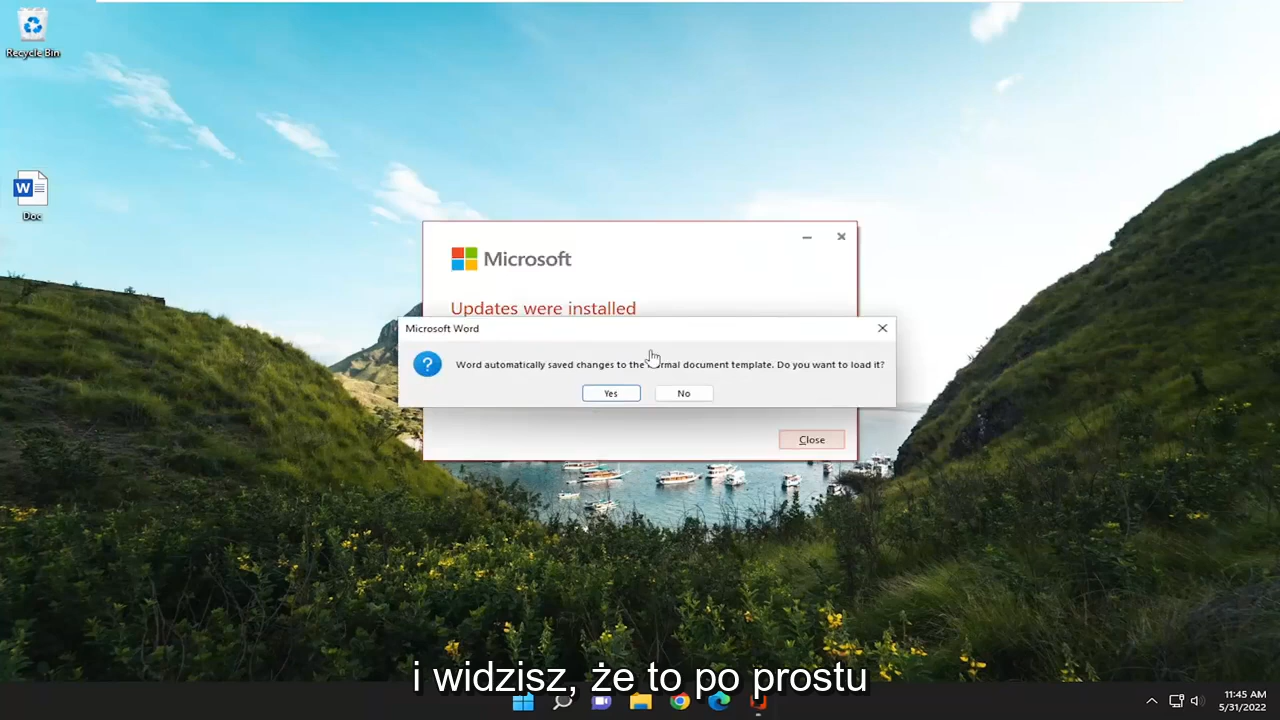 Recycle Bin
Doc
Microsoft
Updates were installed
Microsoft Word
Word automatically saved changes to the document template. Do you want to load it?
Yes
No
Close
i widzisz, że to po prostu
11:45 AM
5/31/2022